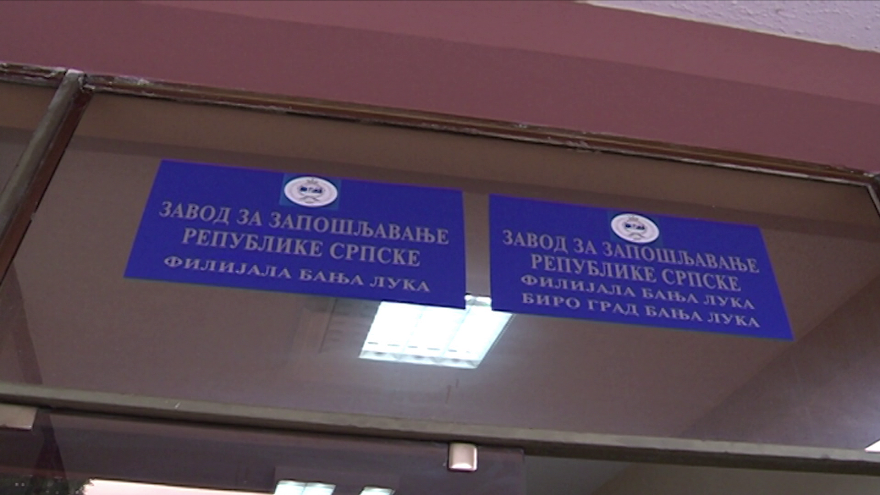 ЗАВОД ЗА ЗАПОШЉАВАЊЕ
РЕПУБЛИКЕ СРПСКЕ
ФИЛИЈАЛА БАЊА ЛУКА
ЗАВОД ЗА ЗАПОШЉАВАЊЕ
РЕПУБЛИКЕ СРПСКЕ
ФИЛИЈАЛА БАЊА ЛУКА
БИРО ГРАД БАЊА ЛУКА